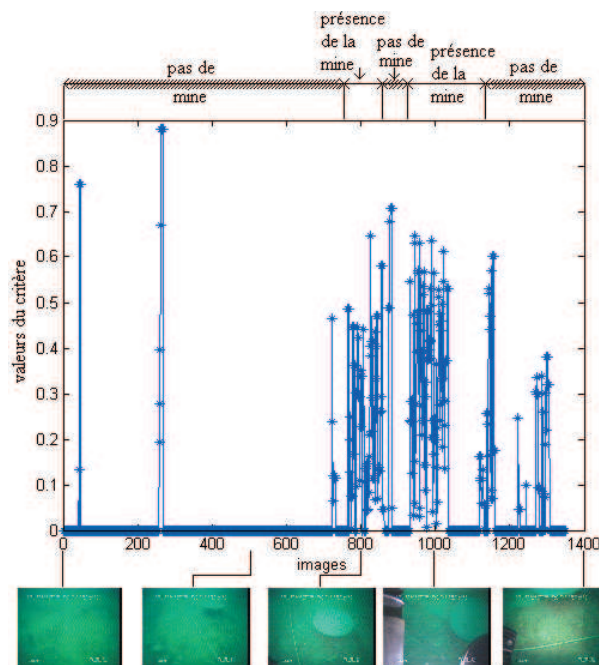 pas de
mine
présence
de la
mine
pas de
mine
présence
de la
mine
pas de
mine
valeurs du critère
0.9
0.8
0.7
0.6
0.5
0.4
0.3
0.2
0.1
0
0
200
400
600
800
1000
1200
1400
images